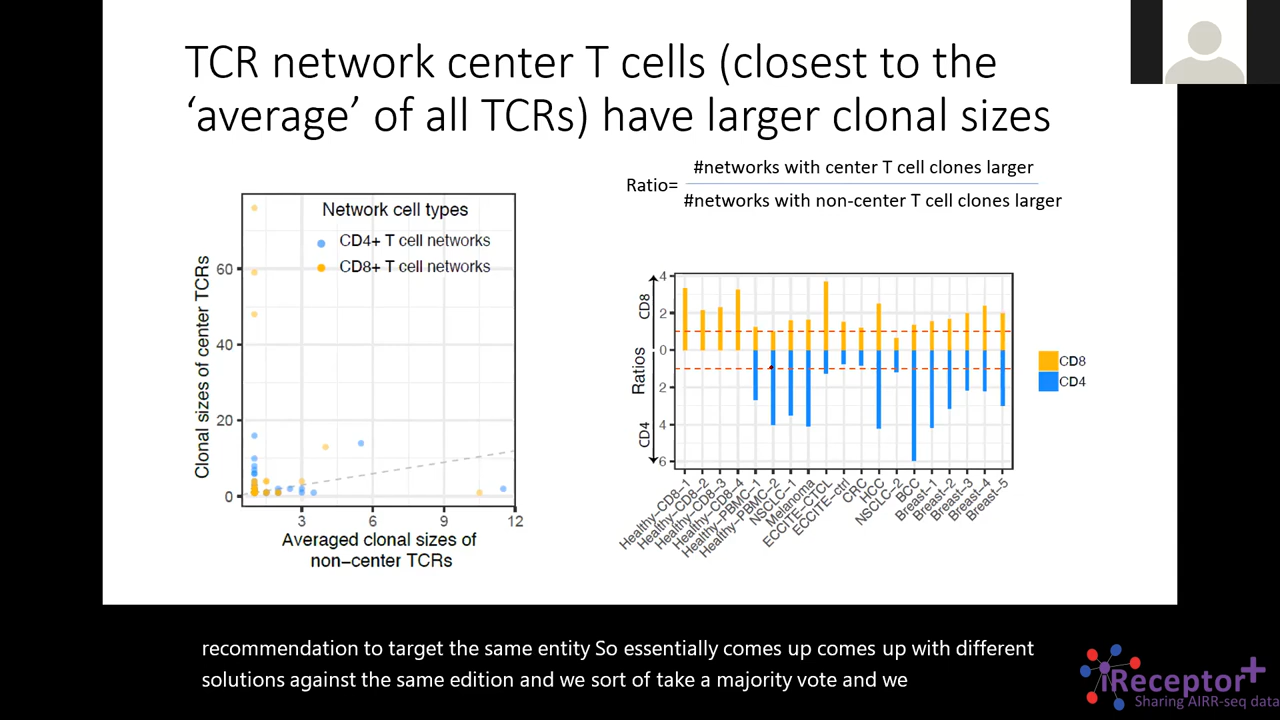 TCR network center T cells (closest to the
‘average’ of all TCRs) have larger clonal sizes
Ratio=
#networks with center T cell clones larger
#networks with non-center T cell clones larger
Network cell types
CD4+ T cell networks
CD8+ T cell networks
Clonal sizes of center TCRs
60
40
20
0
3
6
9
12
Averaged clonal sizes of
non−center TCRs
Ratios
CD8
CD4
4
2
0
2
4
6
Healthy−CD8−1
Healthy−CD8−2
Healthy−CD8−3
Healthy−CD8−4
Healthy−PBMC−1
Healthy−PBMC−2
NSCLC−1
Melanoma
ECCITE−CTCL
ECCITE−ctrl
CRC
HCC
NSCLC−2
BCC
Breast−1
Breast−2
Breast−3
Breast−4
Breast−5
CD8
CD4
recommendation to target the same entity So essentially comes up comes up with different
solutions against the same edition and we sort of take a majority vote and we
iReceptor+
Sharing AIRR-seq data